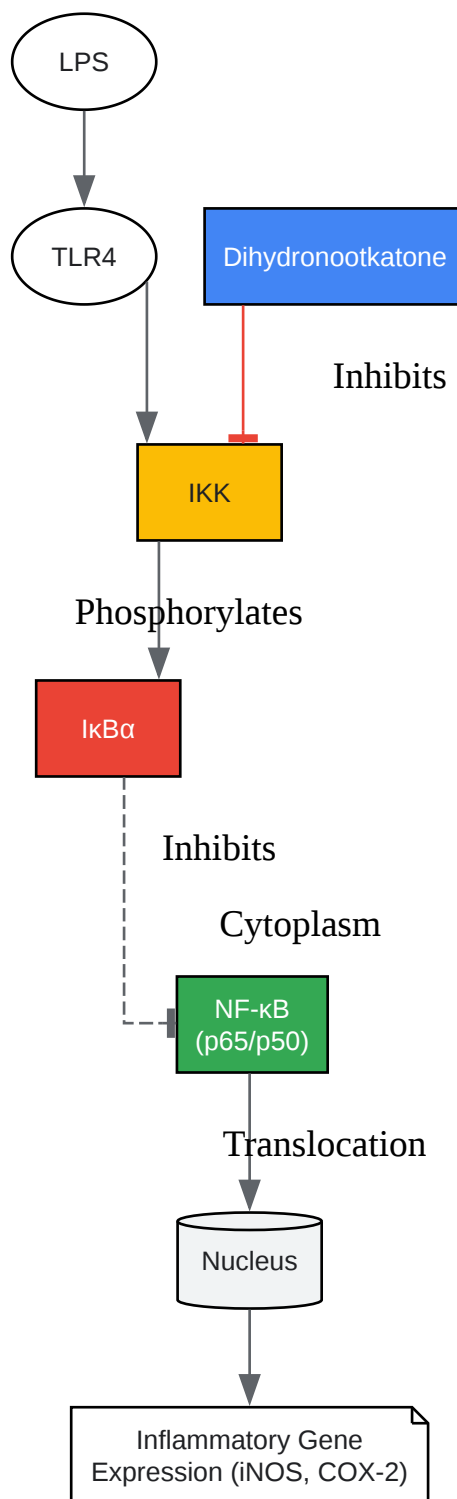 LPS
TLR4
Dihydronootkatone
Inhibits
IKK
Phosphorylates
IκBα
Inhibits
Cytoplasm
NF-κB
(p65/p50)
Translocation
Nucleus
Inflammatory Gene
Expression (iNOS, COX-2)